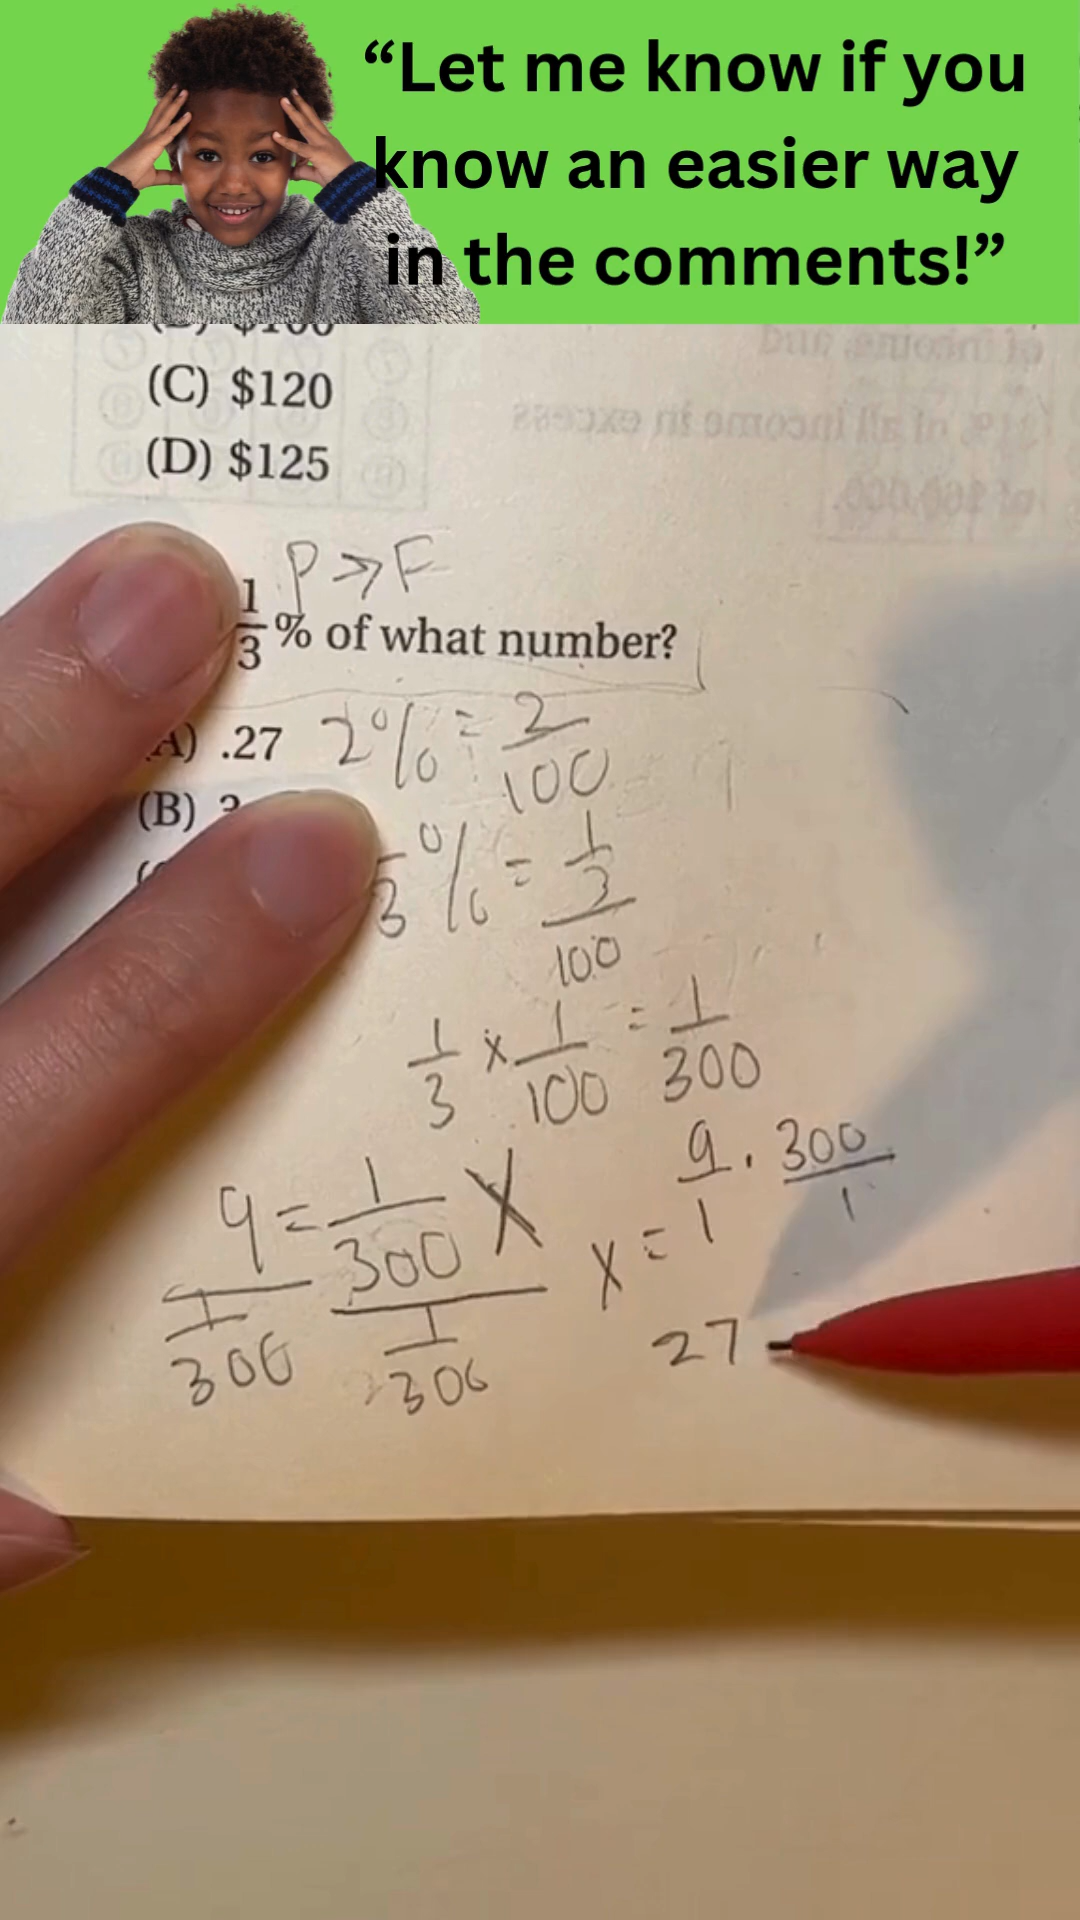 “Let me know if you
know an easier way
in the comments!”
(C) $120
(D) $125
P → F
1/3 % of what number?
A) .27
2% = 2/100
(B)
3 % = 1/3/100
1/3 x 1/100 = 1/300
9 = 1/300 X
1/300 1/300
x = 9/1 . 300/1
27